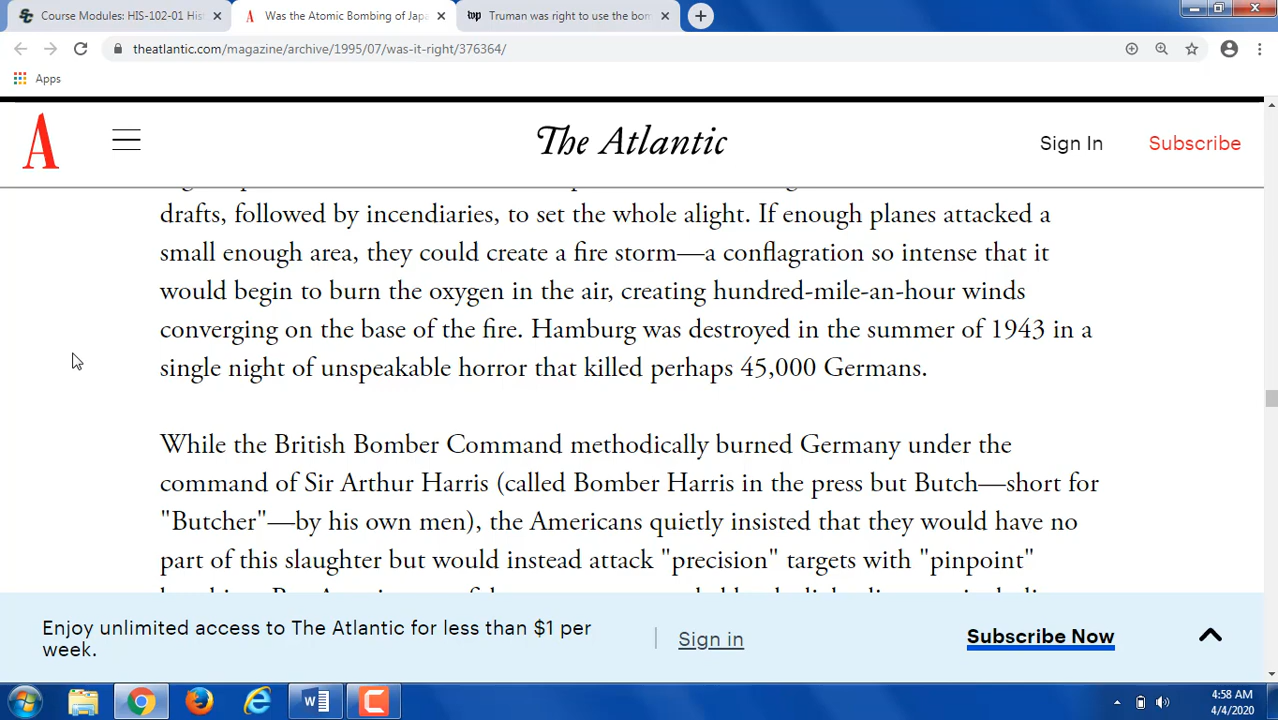 Course Modules: HIS-102-01 His
Was the Atomic Bombing of Japa
Truman was right to use the bom
theatlantic.com/magazine/archive/1995/07/was-it-right/376364/
Apps
The Atlantic
Sign In
Subscribe
drafts, followed by incendiaries, to set the whole alight. If enough planes attacked a
small enough area, they could create a fire storm—a conflagration so intense that it
would begin to burn the oxygen in the air, creating hundred-mile-an-hour winds
converging on the base of the fire. Hamburg was destroyed in the summer of 1943 in a
single night of unspeakable horror that killed perhaps 45,000 Germans.
While the British Bomber Command methodically burned Germany under the
command of Sir Arthur Harris (called Bomber Harris in the press but Butch—short for
"Butcher"—by his own men), the Americans quietly insisted that they would have no
part of this slaughter but would instead attack "precision" targets with "pinpoint"
Enjoy unlimited access to The Atlantic for less than $1 per
week.
Sign in
Subscribe Now
4:58 AM
4/4/2020